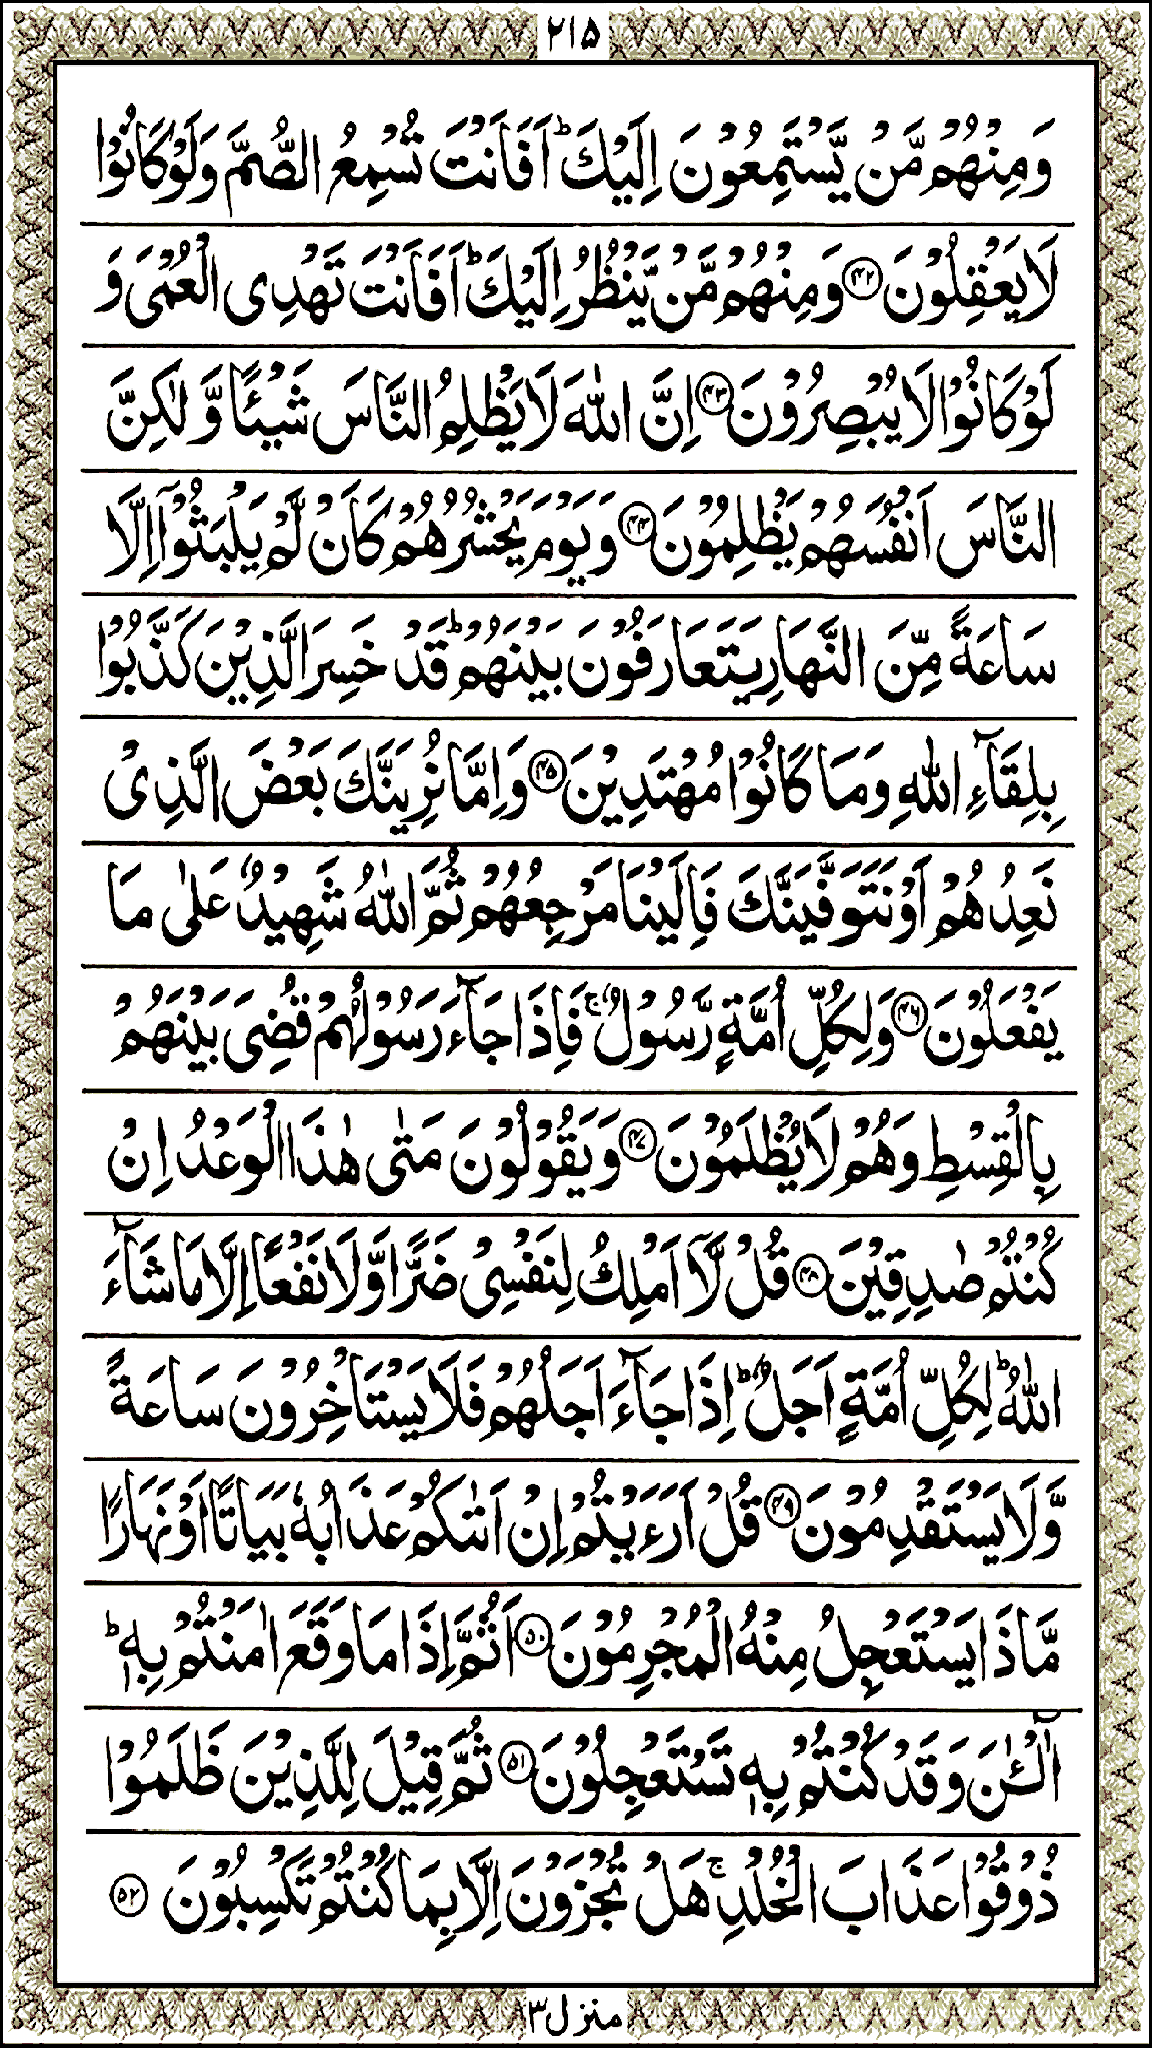 ٢١٥
وَمِنْهُمْ مَّنْ يَّسْتَمِعُوْنَ اِلَيْكَ ؕ اَفَاَنْتَ تُسْمِعُ الصُّمَّ وَلَوْ كَانُوْا
لَا يَعْقِلُوْنَ ﴿۴۲﴾ وَمِنْهُمْ مَّنْ يَّنْظُرُ اِلَيْكَ ؕ اَفَاَنْتَ تَهْدِى الْعُمْىَ وَ
لَوْ كَانُوْا لَا يُبْصِرُوْنَ ﴿۴۳﴾ اِنَّ اللّٰهَ لَا يَظْلِمُ النَّاسَ شَيْـًٔا وَّ لٰكِنَّ
النَّاسَ اَنْفُسَهُمْ يَظْلِمُوْنَ ﴿۴۴﴾ وَ يَوْمَ يَحْشُرُهُمْ كَاَنْ لَّمْ يَلْبَثُوْۤا اِلَّا
سَاعَةً مِّنَ النَّهَارِ يَتَعَارَفُوْنَ بَيْنَهُمْ ؕ قَدْ خَسِرَ الَّذِيْنَ كَذَّبُوْا
بِلِقَآءِ اللّٰهِ وَمَا كَانُوْا مُهْتَدِيْنَ ﴿۴۵﴾ وَاِمَّا نُرِيَنَّكَ بَعْضَ الَّذِىْ
نَعِدُهُمْ اَوْ نَتَوَفَّيَنَّكَ فَاِلَيْنَا مَرْجِعُهُمْ ثُمَّ اللّٰهُ شَهِيْدٌ عَلٰى مَا
يَفْعَلُوْنَ ﴿۴۶﴾ وَلِكُلِّ اُمَّةٍ رَّسُوْلٌ ۚ فَاِذَا جَآءَ رَسُوْلُهُمْ قُضِىَ بَيْنَهُمْ
بِالْقِسْطِ وَهُمْ لَا يُظْلَمُوْنَ ﴿۴۷﴾ وَ يَقُوْلُوْنَ مَتٰى هٰذَا الْوَعْدُ اِنْ
كُنْتُمْ صٰدِقِيْنَ ﴿۴۸﴾ قُلْ لَّاۤ اَمْلِكُ لِنَفْسِىْ ضَرًّا وَّلَا نَفْعًا اِلَّا مَا شَآءَ
اللّٰهُ ؕ لِكُلِّ اُمَّةٍ اَجَلٌ ؕ اِذَا جَآءَ اَجَلُهُمْ فَلَا يَسْتَاْخِرُوْنَ سَاعَةً
وَّلَا يَسْتَقْدِمُوْنَ ﴿۴۹﴾ قُلْ اَرَءَيْتُمْ اِنْ اَتٰٮكُمْ عَذَابُهٗ بَيَاتًا اَوْ نَهَارًا
مَّاذَا يَسْتَعْجِلُ مِنْهُ الْمُجْرِمُوْنَ ﴿۵۰﴾ اَثُمَّ اِذَا مَا وَقَعَ اٰمَنْتُمْ بِهٖ ؕ
آٰلْـٰٔنَ وَقَدْ كُنْتُمْ بِهٖ تَسْتَعْجِلُوْنَ ﴿۵۱﴾ ثُمَّ قِيْلَ لِلَّذِيْنَ ظَلَمُوْا
ذُوْقُوْا عَذَابَ الْخُلْدِ ۚ هَلْ تُجْزَوْنَ اِلَّا بِمَا كُنْتُمْ تَكْسِبُوْنَ ﴿۵۲﴾
منزل ٣